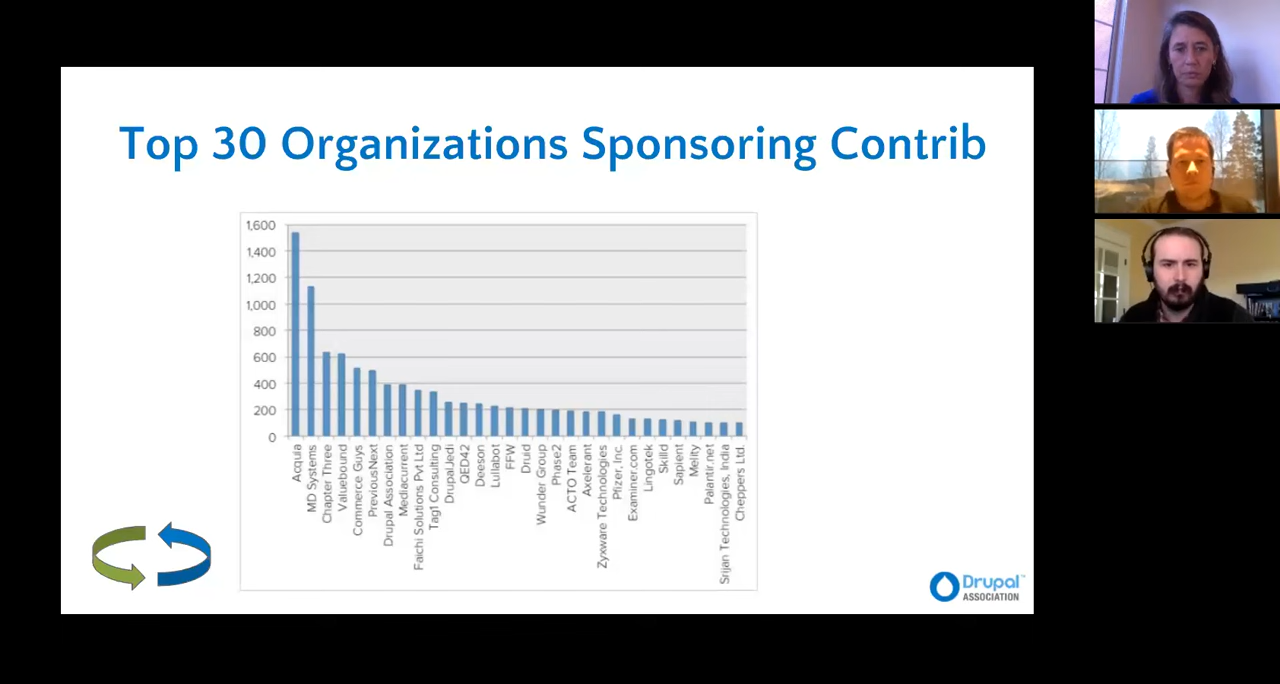 Top 30 Organizations Sponsoring Contrib
1,600
1,400
1,200
1,000
800
600
400
200
0
Acquia
MD Systems
Chapter Three
Valuebound
Commerce Guys
PreviousNext
Drupal Association
Mediacurrent
Faichi Solutions Pvt Ltd
Tag1 Consulting
DrupalJedi
QED42
Deeson
Lullabot
FFW
Druid
Wunder Group
Phase2
ACTO Team
Axelerant
Zyxware Technologies
Pfizer, Inc.
Examiner.com
Lingotek
Skilld
Sapient
Melity
Palantir.net
Srijan Technologies, India
Cheppers Ltd.
Drupal™
ASSOCIATION